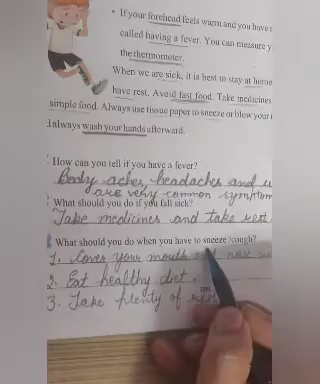 • If your forehead feels warm and you have
called having a fever. You can measure y
the thermometer.
When we are sick, it is best to stay at home
have rest. Avoid fast food. Take medicines
simple food. Always use tissue paper to sneeze or blow your
always wash your hands afterward.
How can you tell if you have a fever?
Body aches, headaches and
are very common symptom
What should you do if you fall sick?
Take medicines and take rest
What should you do when you have to sneeze /cough?
1. Cover your mouth and nose
2. Eat healthy diet.
3. Take plenty of rest